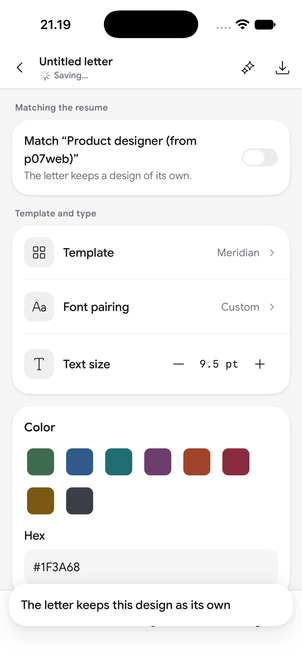 21.19
Untitled letter
Saving...
Matching the resume
Match “Product designer (from
p07web)”
The letter keeps a design of its own.
Template and type
Template
Meridian
Aa
Font pairing
Custom
T
Text size
— 9.5 pt +
Color
Hex
#1F3A68
The letter keeps this design as its own